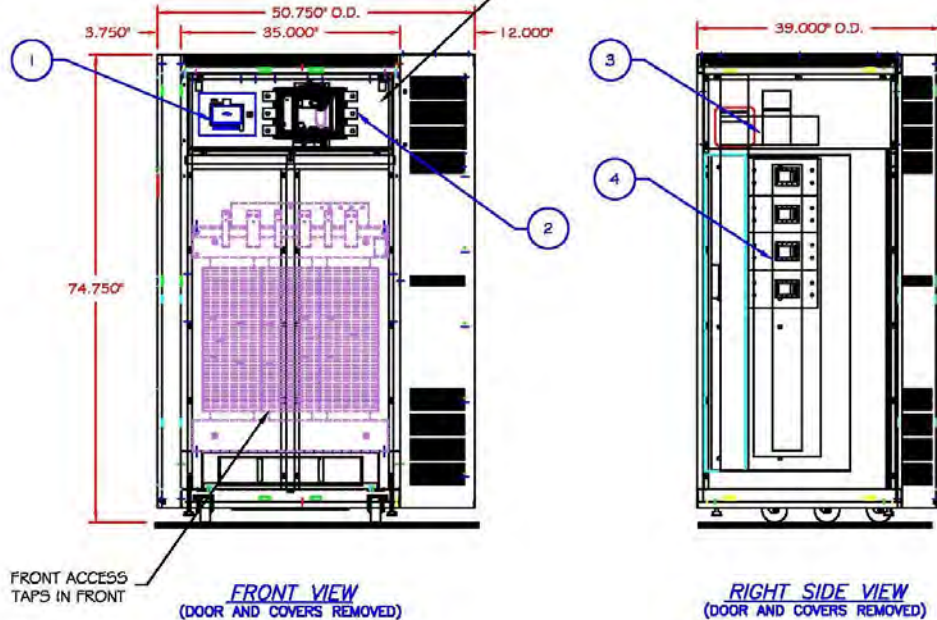 50.750" O.D.
3.750"
35.000"
12.000"
39.000" O.D.
1
2
3
4
74.750"
FRONT ACCESS
TAPS IN FRONT
FRONT VIEW
(DOOR AND COVERS REMOVED)
RIGHT SIDE VIEW
(DOOR AND COVERS REMOVED)